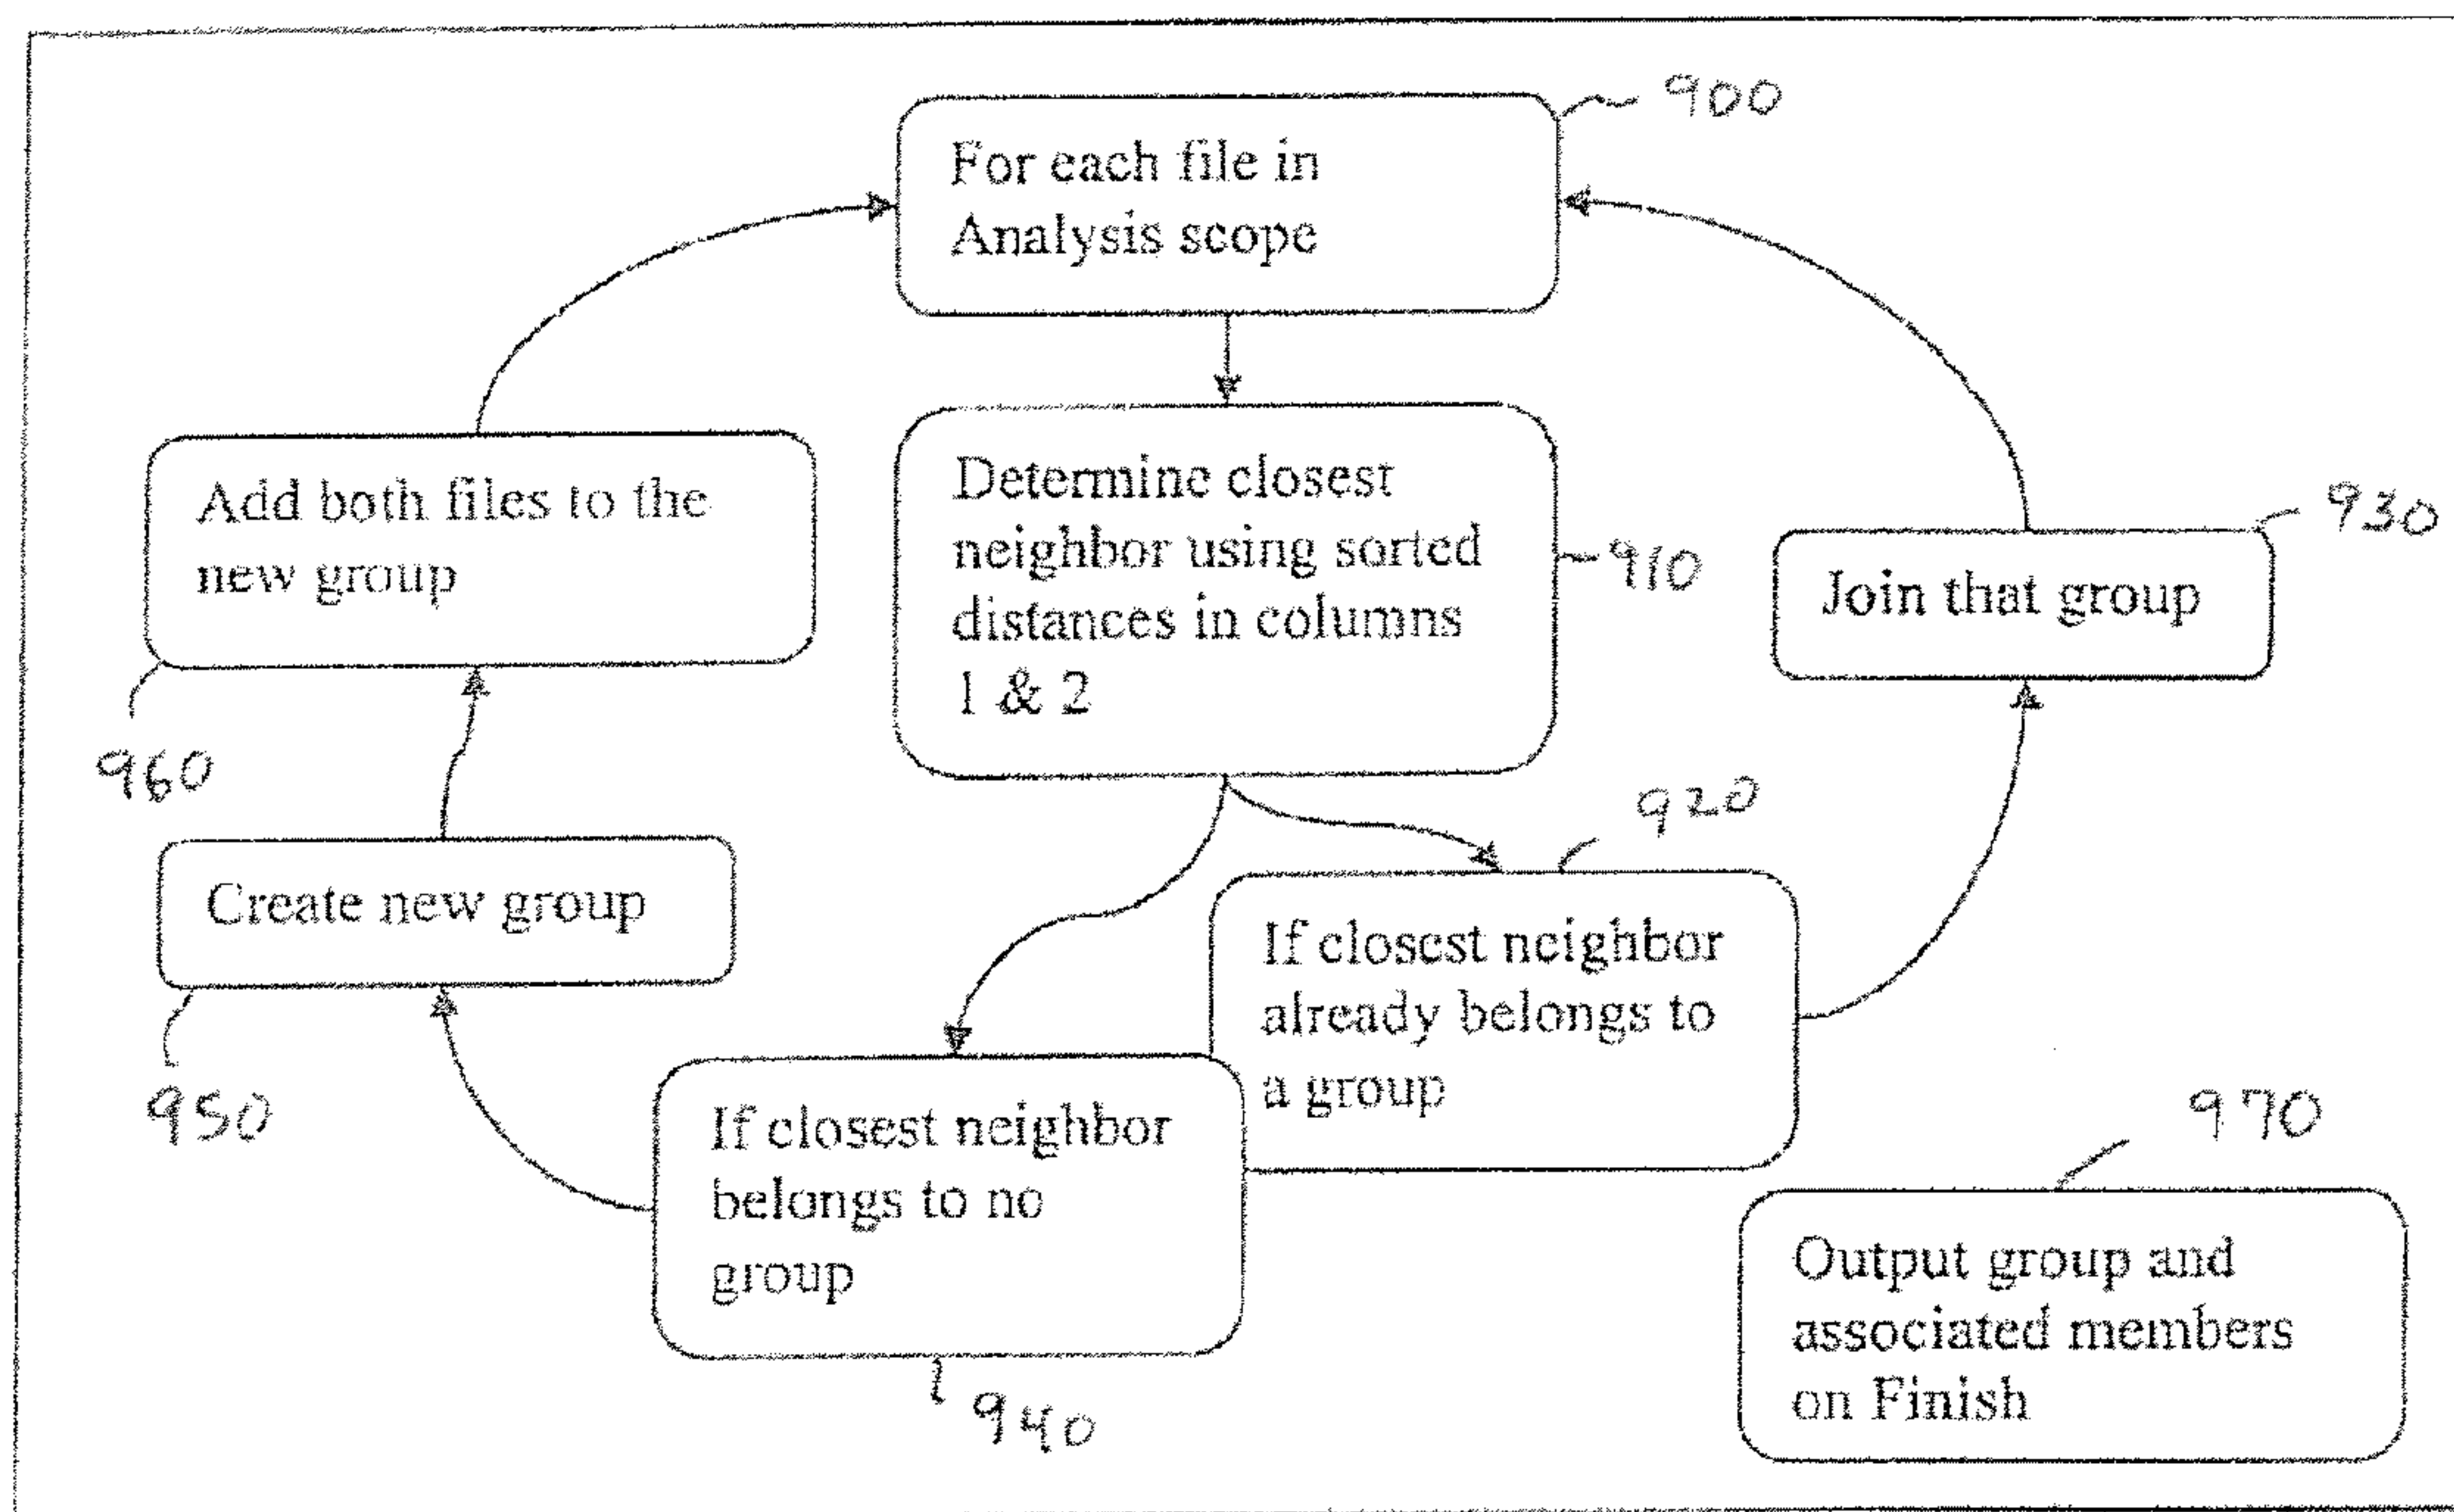 900
For each file in
Analysis scope
Add both files to the
new group
960
Determine closest
neighbor using sorted
distances in columns
1 & 2
910
930
Join that group
920
Create new group
950
If closest neighbor
already belongs to
a group
If closest neighbor
belongs to no
group
940
970
Output group and
associated members
on Finish